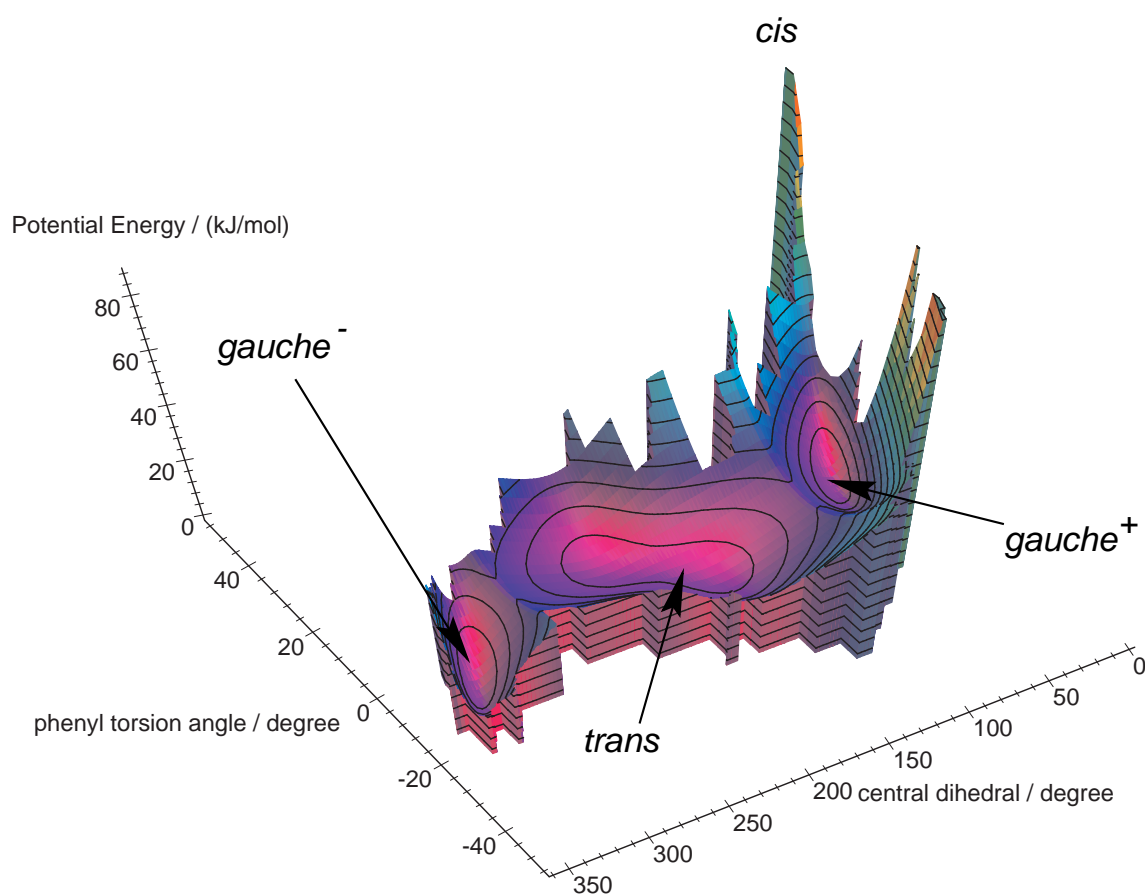 cis
Potential Energy / (kJ/mol)
80
60
40
20
0
gauche-
gauche+
trans
40
20
0
-20
-40
phenyl torsion angle / degree
0
50
100
150
200
250
300
350
central dihedral / degree